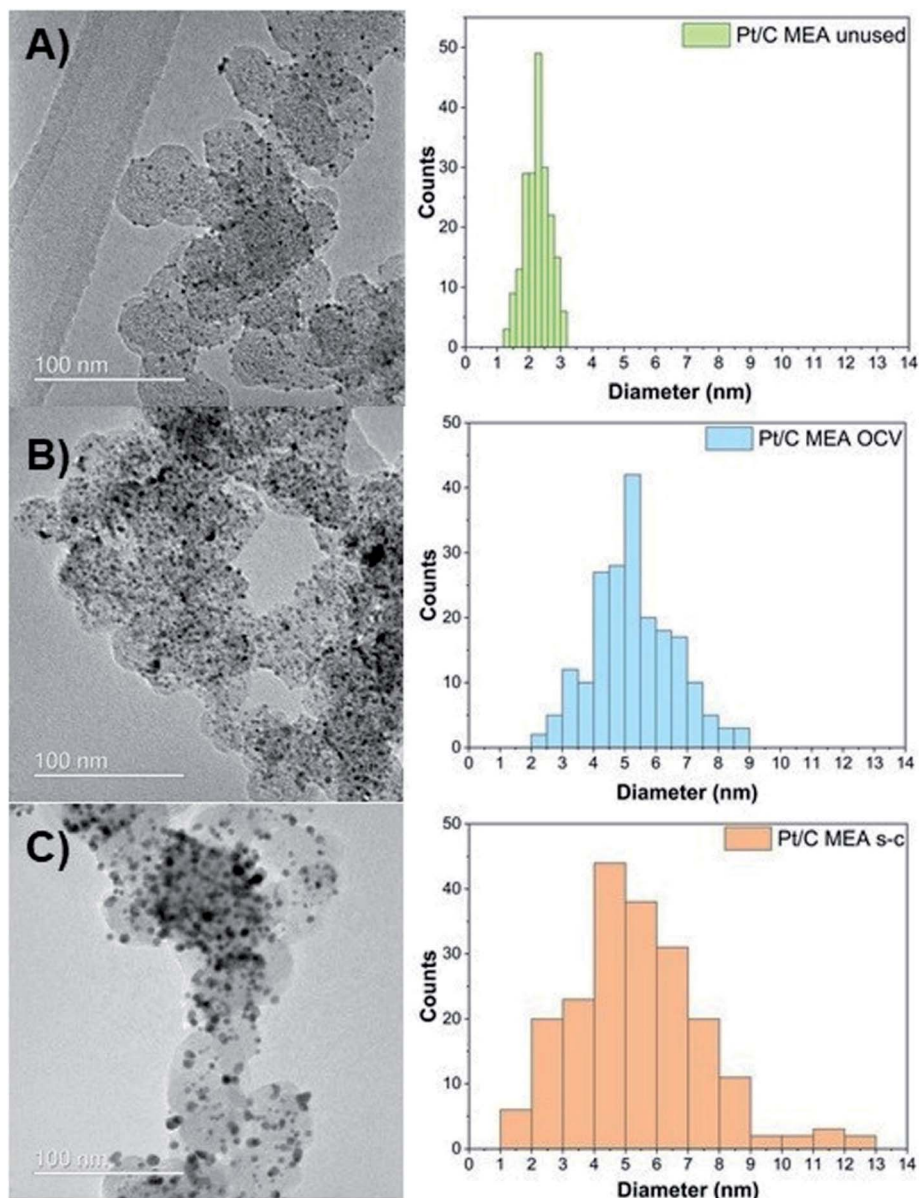 A)
100 nm
Pt/C MEA unused
Counts
50
40
30
20
10
0
0 1 2 3 4 5 6 7 8 9 10 11 12 13 14
Diameter (nm)
B)
100 nm
Pt/C MEA OCV
Counts
50
40
30
20
10
0
0 1 2 3 4 5 6 7 8 9 10 11 12 13 14
Diameter (nm)
C)
100 nm
Pt/C MEA s-c
Counts
50
40
30
20
10
0
0 1 2 3 4 5 6 7 8 9 10 11 12 13 14
Diameter (nm)